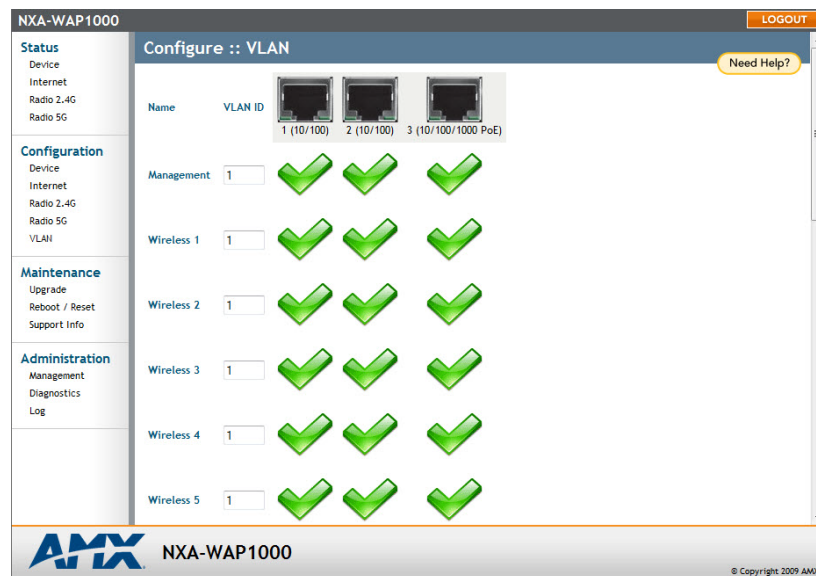 NXA-WAP1000
LOGOUT
Status
Device
Internet
Radio 2.4G
Radio 5G
Configuration
Device
Internet
Radio 2.4G
Radio 5G
VLAN
Maintenance
Upgrade
Reboot / Reset
Support Info
Administration
Management
Diagnostics
Log
Configure :: VLAN
Need Help?
Name VLAN ID
1 (10/100) 2 (10/100) 3 (10/100/1000 PoE)
Management 1
Wireless 1 1
Wireless 2 1
Wireless 3 1
Wireless 4 1
Wireless 5 1
AMX NXA-WAP1000
© Copyright 2009 AMX